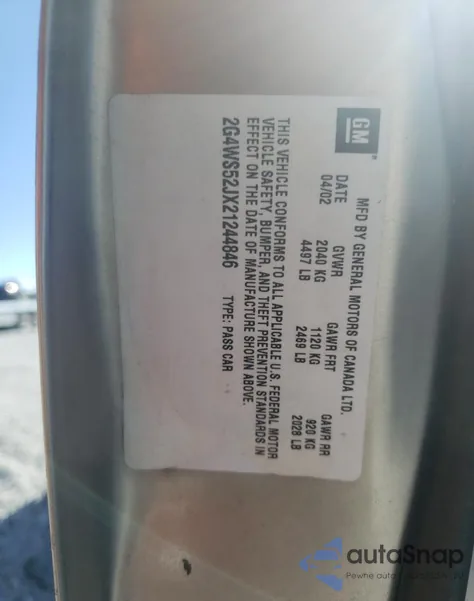 GM
MFD BY GENERAL MOTORS OF CANADA LTD.
DATE GVWR GAWR FRT GAWR RR
04/02 2040 KG 1120 KG 920 KG
4497 LB 2469 LB 2028 LB
THIS VEHICLE CONFORMS TO ALL APPLICABLE U.S. FEDERAL MOTOR
VEHICLE SAFETY, BUMPER, AND THEFT PREVENTION STANDARDS IN
EFFECT ON THE DATE OF MANUFACTURE SHOWN ABOVE.
2G4WS52JX21244846 TYPE: PASS CAR
autoSnap
Pewne auto